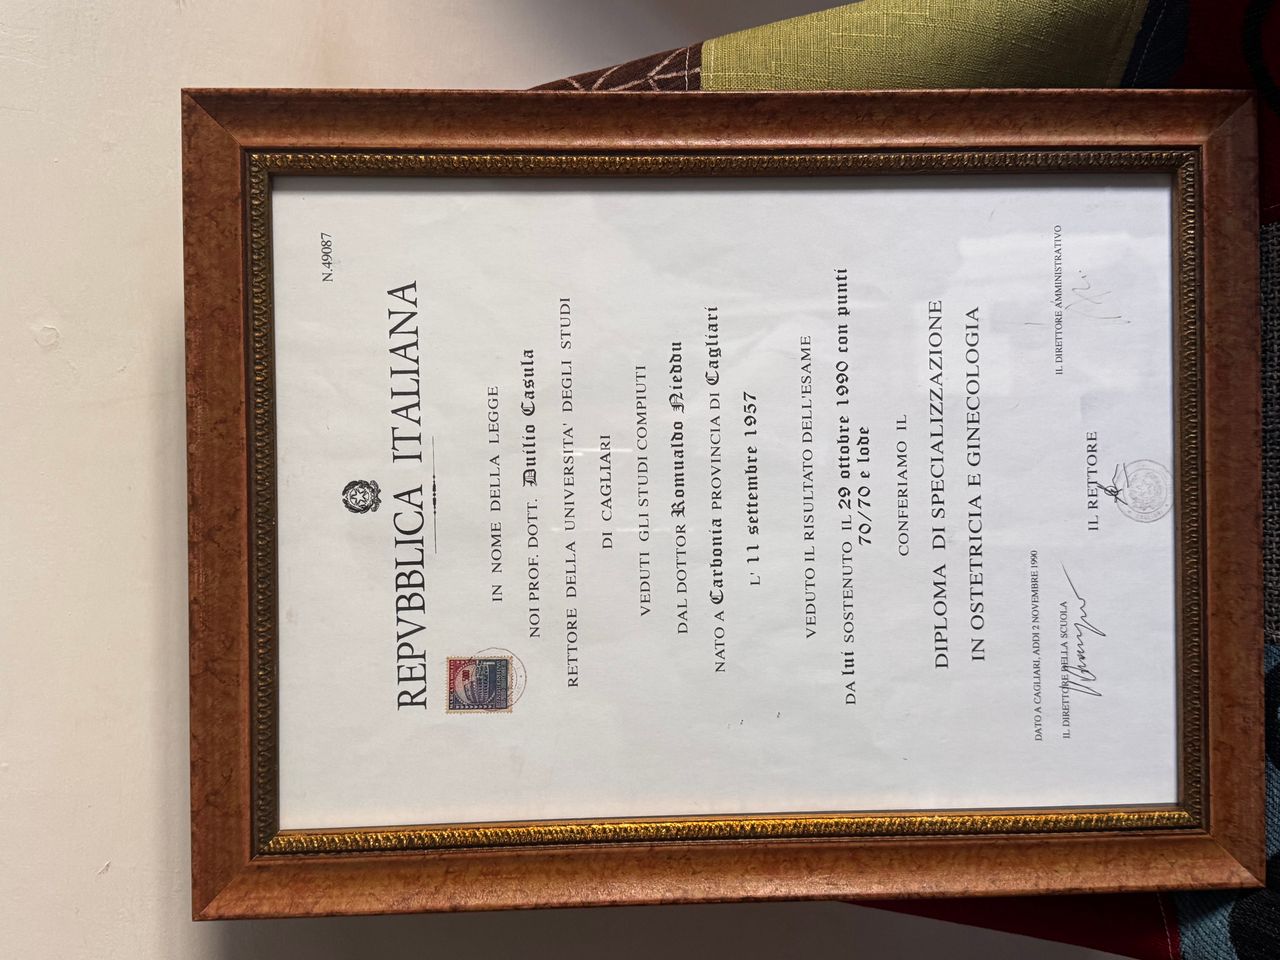 N.49087
REPVBBLICA ITALIANA
IN NOME DELLA LEGGE
NOI PROF. DOTT. Duilio Casula
RETTORE DELLA UNIVERSITA' DEGLI STUDI
DI CAGLIARI
VEDUTI GLI STUDI COMPIUTI
DAL DOTTOR Romualdo Nieddu
NATO A Carbonia PROVINCIA DI Cagliari
L' 11 settembre 1957
VEDUTO IL RISULTATO DELL'ESAME
DA lui SOSTENUTO IL 29 ottobre 1990 con punti
70/70 e lode
CONFERIAMO IL
DIPLOMA DI SPECIALIZZAZIONE
IN OSTETRICIA E GINECOLOGIA
DATO A CAGLIARI, ADDI 2 NOVEMBRE 1990
IL DIRETTORE DELLA SCUOLA
IL RETTORE
IL DIRETTORE AMMINISTRATIVO